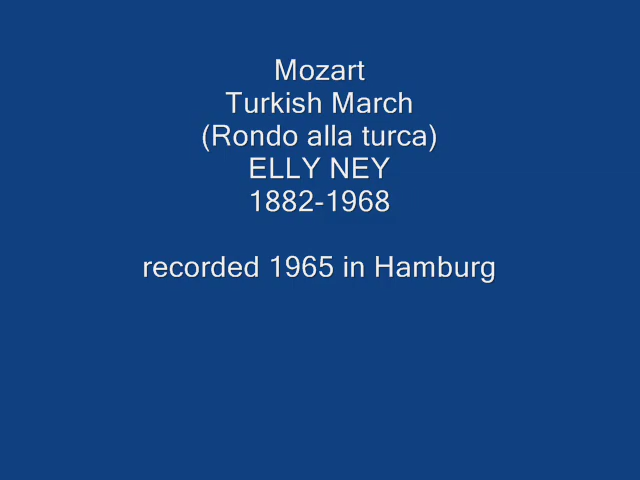 Mozart
Turkish March
(Rondo alla turca)
ELLY NEY
1882-1968
recorded 1965 in Hamburg